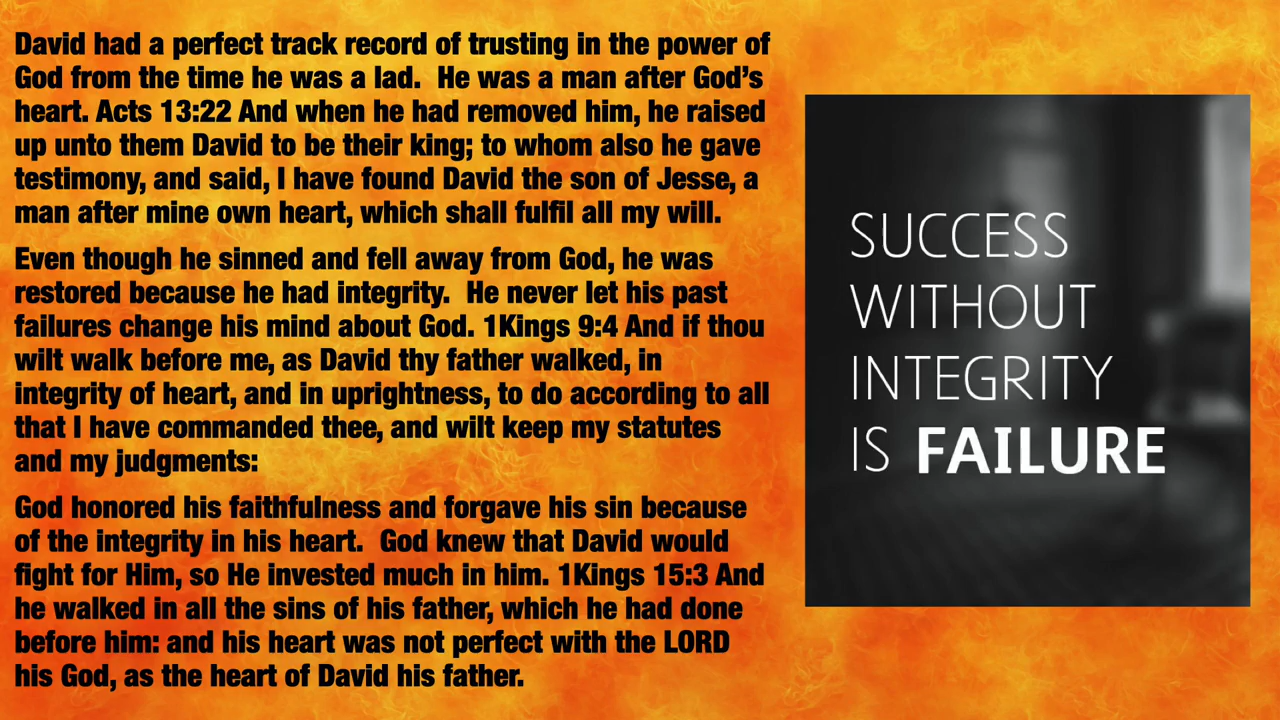 David had a perfect track record of trusting in the power of
God from the time he was a lad.  He was a man after God’s
heart. Acts 13:22 And when he had removed him, he raised
up unto them David to be their king; to whom also he gave
testimony, and said, I have found David the son of Jesse, a
man after mine own heart, which shall fulfil all my will.
Even though he sinned and fell away from God, he was
restored because he had integrity.  He never let his past
failures change his mind about God. 1Kings 9:4 And if thou
wilt walk before me, as David thy father walked, in
integrity of heart, and in uprightness, to do according to all
that I have commanded thee, and wilt keep my statutes
and my judgments:
God honored his faithfulness and forgave his sin because
of the integrity in his heart.  God knew that David would
fight for Him, so He invested much in him. 1Kings 15:3 And
he walked in all the sins of his father, which he had done
before him: and his heart was not perfect with the LORD
his God, as the heart of David his father.
SUCCESS
WITHOUT
INTEGRITY
IS FAILURE